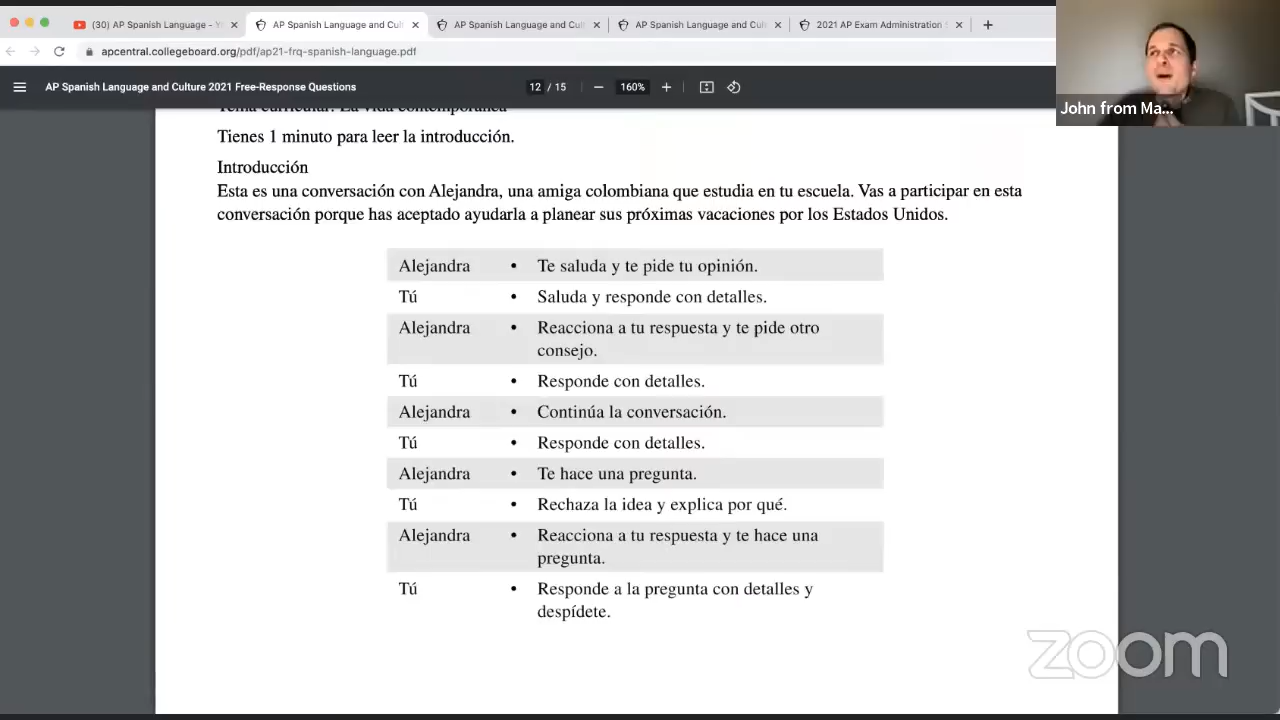 (30) AP Spanish Language - Y
AP Spanish Language and Cult
AP Spanish Language and Cult
AP Spanish Language and Cult
2021 AP Exam Administration S
apcentral.collegeboard.org/pdf/ap21-frq-spanish-language.pdf
AP Spanish Language and Culture 2021 Free-Response Questions
12 / 15
160%
John from Ma...
Tema curricular: La vida contemporánea
Tienes 1 minuto para leer la introducción.
Introducción
Esta es una conversación con Alejandra, una amiga colombiana que estudia en tu escuela. Vas a participar en esta
conversación porque has aceptado ayudarla a planear sus próximas vacaciones por los Estados Unidos.
Alejandra • Te saluda y te pide tu opinión.
Tú • Saluda y responde con detalles.
Alejandra • Reacciona a tu respuesta y te pide otro
consejo.
Tú • Responde con detalles.
Alejandra • Continúa la conversación.
Tú • Responde con detalles.
Alejandra • Te hace una pregunta.
Tú • Rechaza la idea y explica por qué.
Alejandra • Reacciona a tu respuesta y te hace una
pregunta.
Tú • Responde a la pregunta con detalles y
despídete.
zoom